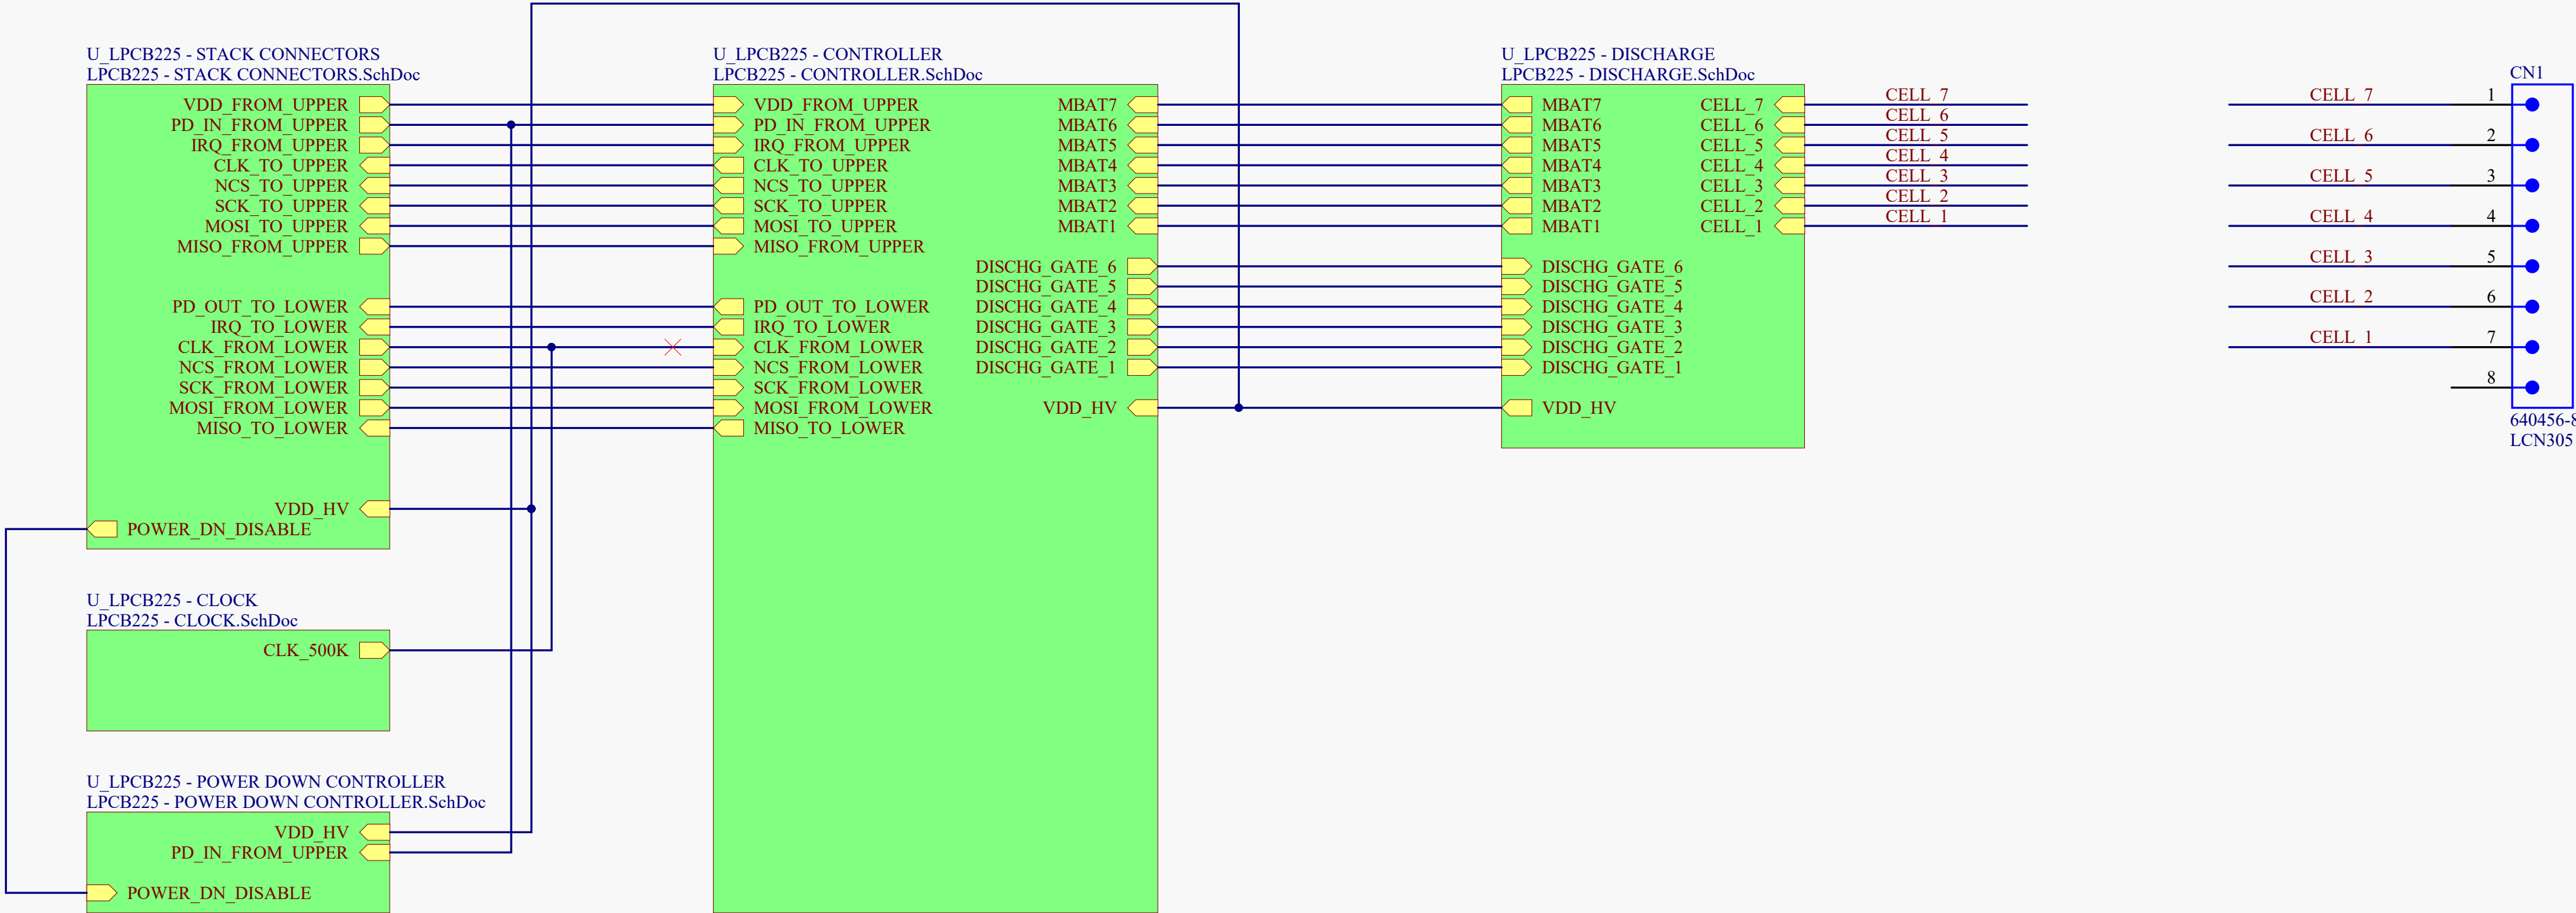 U_LPCB225 - STACK CONNECTORS
LPCB225 - STACK CONNECTORS.SchDoc
VDD_FROM_UPPER
PD_IN_FROM_UPPER
IRQ_FROM_UPPER
CLK_TO_UPPER
NCS_TO_UPPER
SCK_TO_UPPER
MOSI_TO_UPPER
MISO_FROM_UPPER
PD_OUT_TO_LOWER
IRQ_TO_LOWER
CLK_FROM_LOWER
NCS_FROM_LOWER
SCK_FROM_LOWER
MOSI_FROM_LOWER
MISO_TO_LOWER
VDD_HV
POWER_DN_DISABLE
U_LPCB225 - CLOCK
LPCB225 - CLOCK.SchDoc
CLK_500K
U_LPCB225 - POWER DOWN CONTROLLER
LPCB225 - POWER DOWN CONTROLLER.SchDoc
VDD_HV
PD_IN_FROM_UPPER
POWER_DN_DISABLE
U_LPCB225 - CONTROLLER
LPCB225 - CONTROLLER.SchDoc
VDD_FROM_UPPER
PD_IN_FROM_UPPER
IRQ_FROM_UPPER
CLK_TO_UPPER
NCS_TO_UPPER
SCK_TO_UPPER
MOSI_TO_UPPER
MISO_FROM_UPPER
PD_OUT_TO_LOWER
IRQ_TO_LOWER
CLK_FROM_LOWER
NCS_FROM_LOWER
SCK_FROM_LOWER
MOSI_FROM_LOWER
MISO_TO_LOWER
MBAT7
MBAT6
MBAT5
MBAT4
MBAT3
MBAT2
MBAT1
DISCHG_GATE_6
DISCHG_GATE_5
DISCHG_GATE_4
DISCHG_GATE_3
DISCHG_GATE_2
DISCHG_GATE_1
VDD_HV
U_LPCB225 - DISCHARGE
LPCB225 - DISCHARGE.SchDoc
MBAT7
MBAT6
MBAT5
MBAT4
MBAT3
MBAT2
MBAT1
DISCHG_GATE_6
DISCHG_GATE_5
DISCHG_GATE_4
DISCHG_GATE_3
DISCHG_GATE_2
DISCHG_GATE_1
VDD_HV
CELL_7
CELL_6
CELL_5
CELL_4
CELL_3
CELL_2
CELL_1
CELL_7
CELL_6
CELL_5
CELL_4
CELL_3
CELL_2
CELL_1
CN1
CELL_7 1
CELL_6 2
CELL_5 3
CELL_4 4
CELL_3 5
CELL_2 6
CELL_1 7
8
640456-8
LCN305